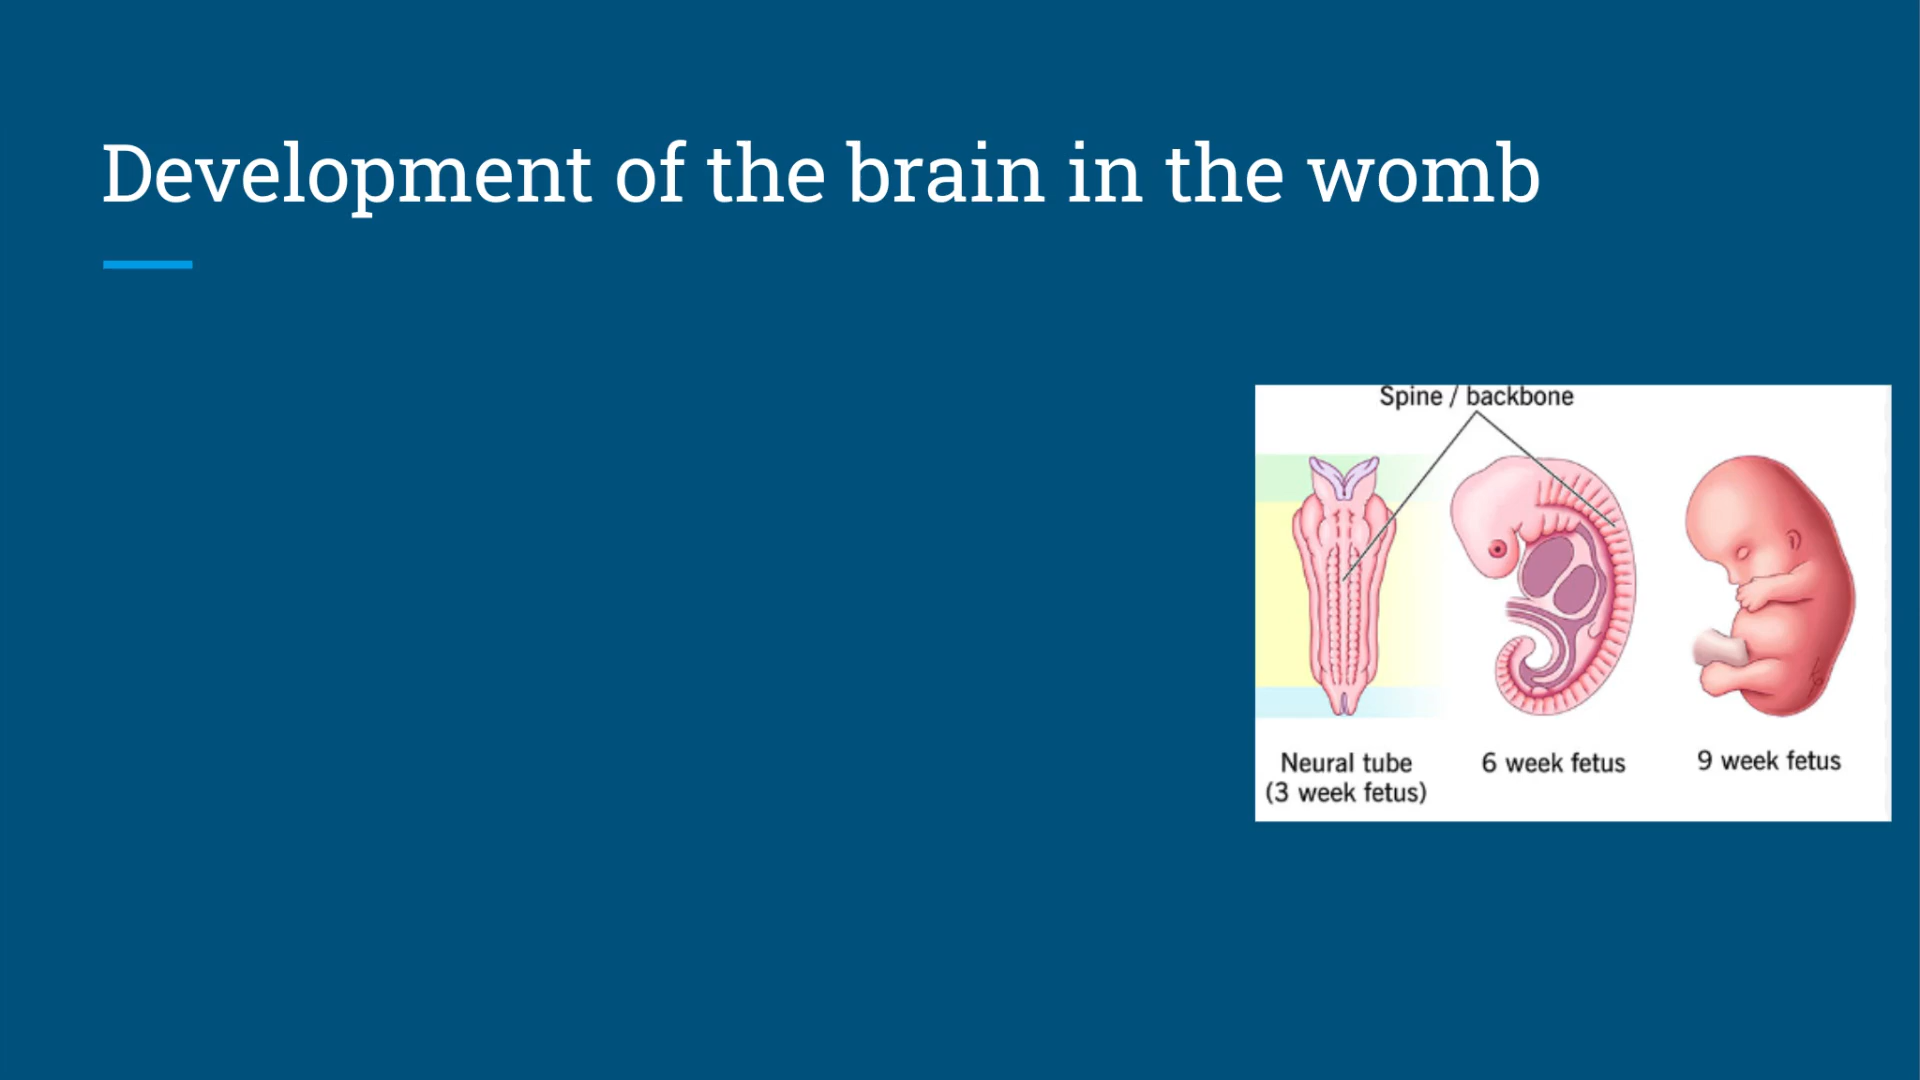 Development of the brain in the womb
Spine / backbone
Neural tube
(3 week fetus)
6 week fetus
9 week fetus